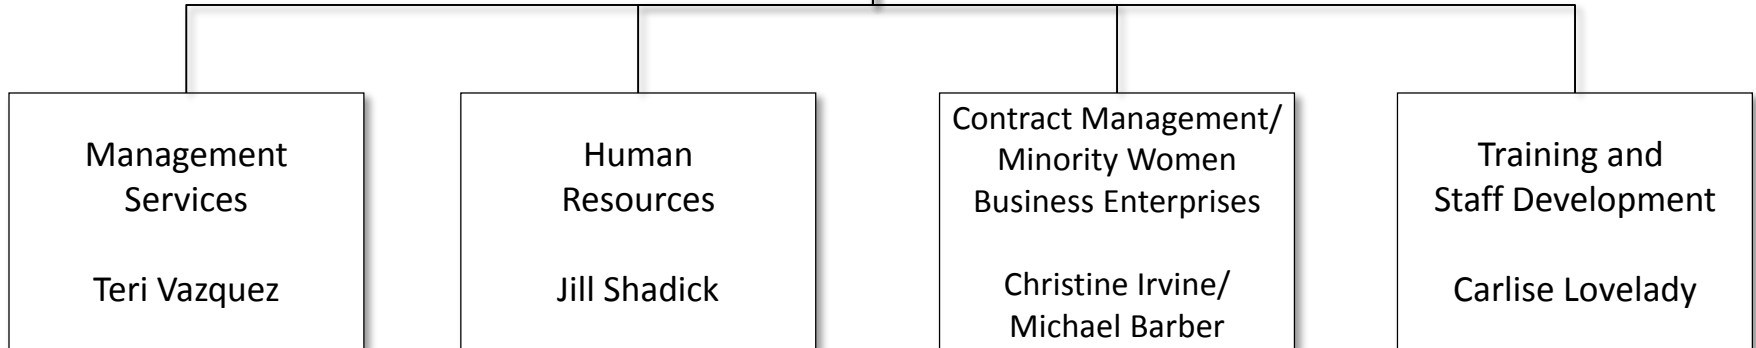 Management
Services
Teri Vazquez
Human
Resources
Jill Shadick
Contract Management/
Minority Women
Business Enterprises
Christine Irvine/
Michael Barber
Training and
Staff Development
Carlise Lovelady